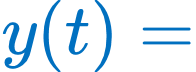 y(t) =